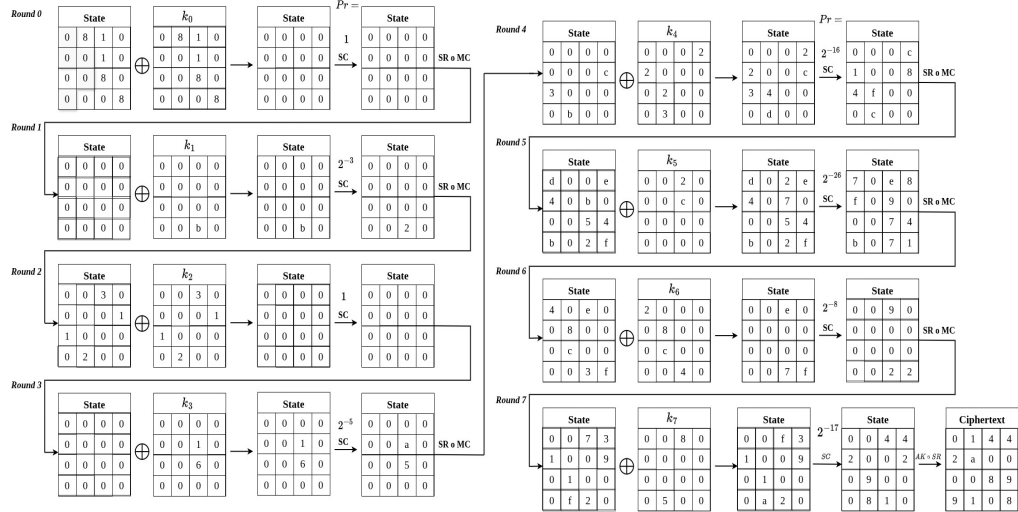 Round 0
State k₀ State Pr = State
0 8 1 0 0 8 1 0 0 0 0 0 1 0 0 0 0
0 0 1 0 ⊕ 0 0 1 0 0 0 0 0 SC 0 0 0 0 SR o MC
0 0 8 0 0 0 8 0 0 0 0 0 0 0 0 0
0 0 0 8 0 0 0 8 0 0 0 0 0 0 0 0
Round 1
State k₁ State State
0 0 0 0 0 0 0 0 0 0 0 0 2⁻³ 0 0 0 0
0 0 0 0 ⊕ 0 0 0 0 0 0 0 0 SC 0 0 0 0 SR o MC
0 0 0 0 0 0 0 0 0 0 0 0 0 0 0 0
0 0 0 0 0 0 b 0 0 0 b 0 0 0 2 0
Round 2
State k₂ State State
0 0 3 0 0 0 3 0 0 0 0 0 1 0 0 0 0
0 0 0 1 ⊕ 0 0 0 1 0 0 0 0 SC 0 0 0 0
1 0 0 0 1 0 0 0 0 0 0 0 0 0 0 0
0 2 0 0 0 2 0 0 0 0 0 0 0 0 0 0
Round 3
State k₃ State State
0 0 0 0 0 0 0 0 0 0 0 0 2⁻⁵ 0 0 0 0
0 0 0 0 ⊕ 0 0 1 0 0 0 1 0 SC 0 0 a 0 SR o MC
0 0 0 0 0 0 6 0 0 0 6 0 0 0 5 0
0 0 0 0 0 0 0 0 0 0 0 0 0 0 0 0
Round 4
State k₄ State Pr = State
0 0 0 0 0 0 0 2 0 0 0 2 2⁻¹⁶ 0 0 0 c
0 0 0 c ⊕ 2 0 0 0 2 0 0 c SC 1 0 0 8 SR o MC
3 0 0 0 0 2 0 0 3 4 0 0 4 f 0 0
0 b 0 0 0 3 0 0 0 d 0 0 0 c 0 0
Round 5
State k₅ State State
d 0 0 e 0 0 2 0 d 0 2 e 2⁻²⁶ 7 0 e 8
4 0 b 0 ⊕ 0 0 c 0 4 0 7 0 SC f 0 9 0 SR o MC
0 0 5 4 0 0 0 0 0 0 5 4 0 0 7 4
b 0 2 f 0 0 0 0 b 0 2 f b 0 7 1
Round 6
State k₆ State State
4 0 e 0 2 0 0 0 0 0 e 0 2⁻⁸ 0 0 9 0
0 8 0 0 ⊕ 0 8 0 0 0 0 0 0 SC 0 0 0 0 SR o MC
0 c 0 0 0 c 0 0 0 0 0 0 0 0 0 0
0 0 3 f 0 0 4 0 0 0 7 f 0 0 2 2
Round 7
State k₇ State State Ciphertext
0 0 7 3 0 0 8 0 0 0 f 3 2⁻¹⁷ 0 0 4 4 0 1 4 4
1 0 0 9 ⊕ 0 0 0 0 1 0 0 9 SC 2 0 0 2 AK ∘ SR 2 a 0 0
0 1 0 0 0 0 0 0 0 1 0 0 0 9 0 0 0 0 8 9
0 f 2 0 0 5 0 0 0 a 2 0 0 8 1 0 9 1 0 8